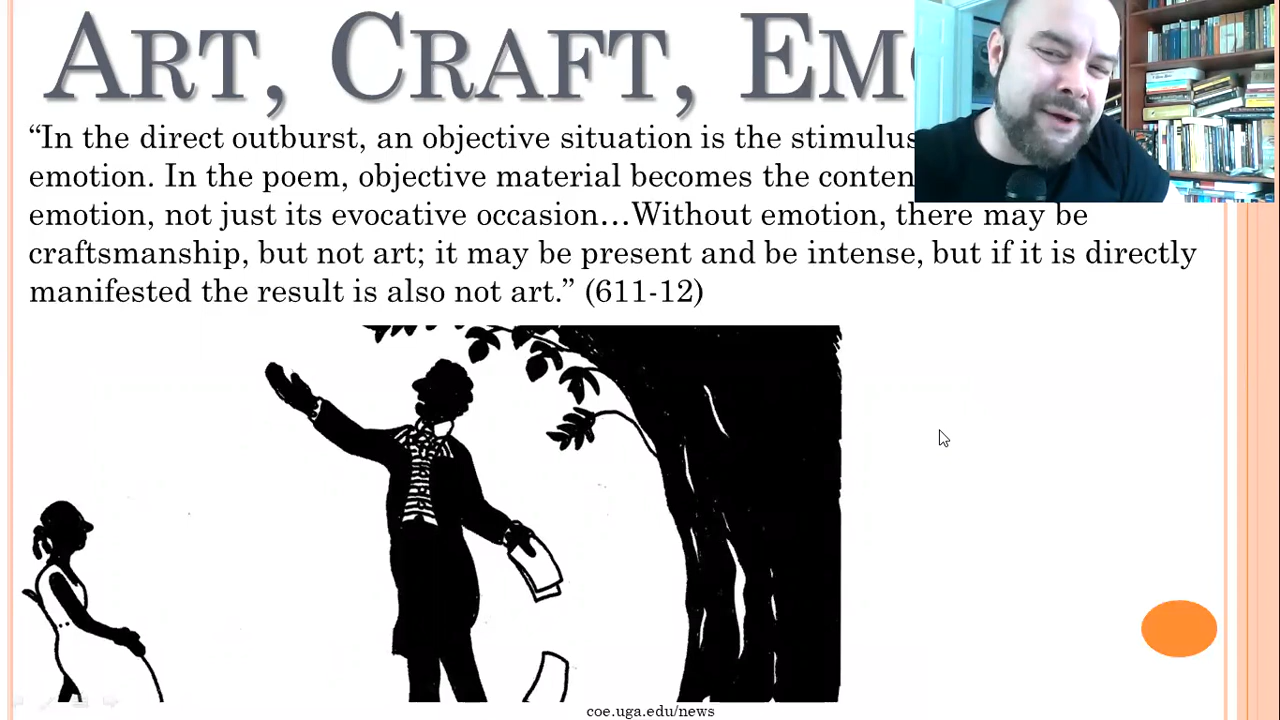 ART, CRAFT, EM
“In the direct outburst, an objective situation is the stimulus
emotion. In the poem, objective material becomes the conten
emotion, not just its evocative occasion…Without emotion, there may be
craftsmanship, but not art; it may be present and be intense, but if it is directly
manifested the result is also not art.” (611-12)
coe.uga.edu/news